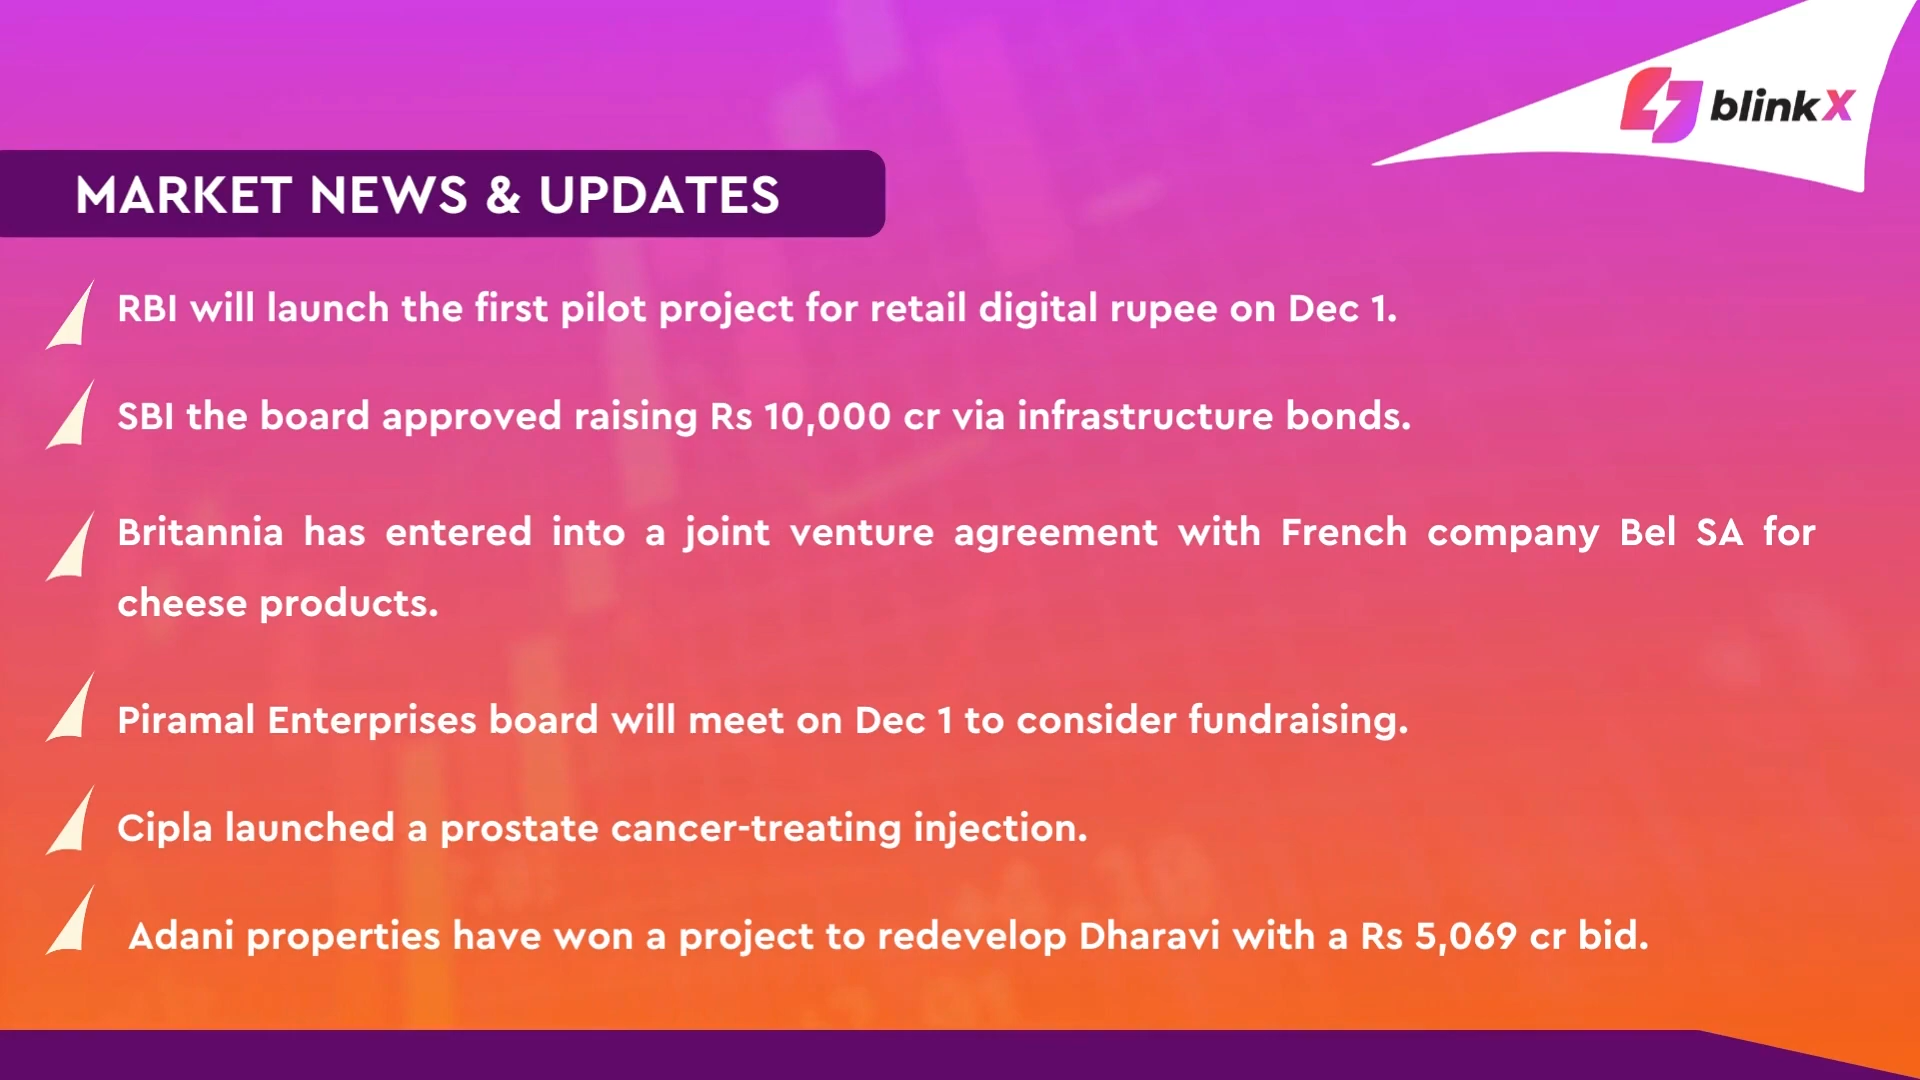 blinkX
MARKET NEWS & UPDATES
RBI will launch the first pilot project for retail digital rupee on Dec 1.
SBI the board approved raising Rs 10,000 cr via infrastructure bonds.
Britannia has entered into a joint venture agreement with French company Bel SA for
cheese products.
Piramal Enterprises board will meet on Dec 1 to consider fundraising.
Cipla launched a prostate cancer-treating injection.
Adani properties have won a project to redevelop Dharavi with a Rs 5,069 cr bid.